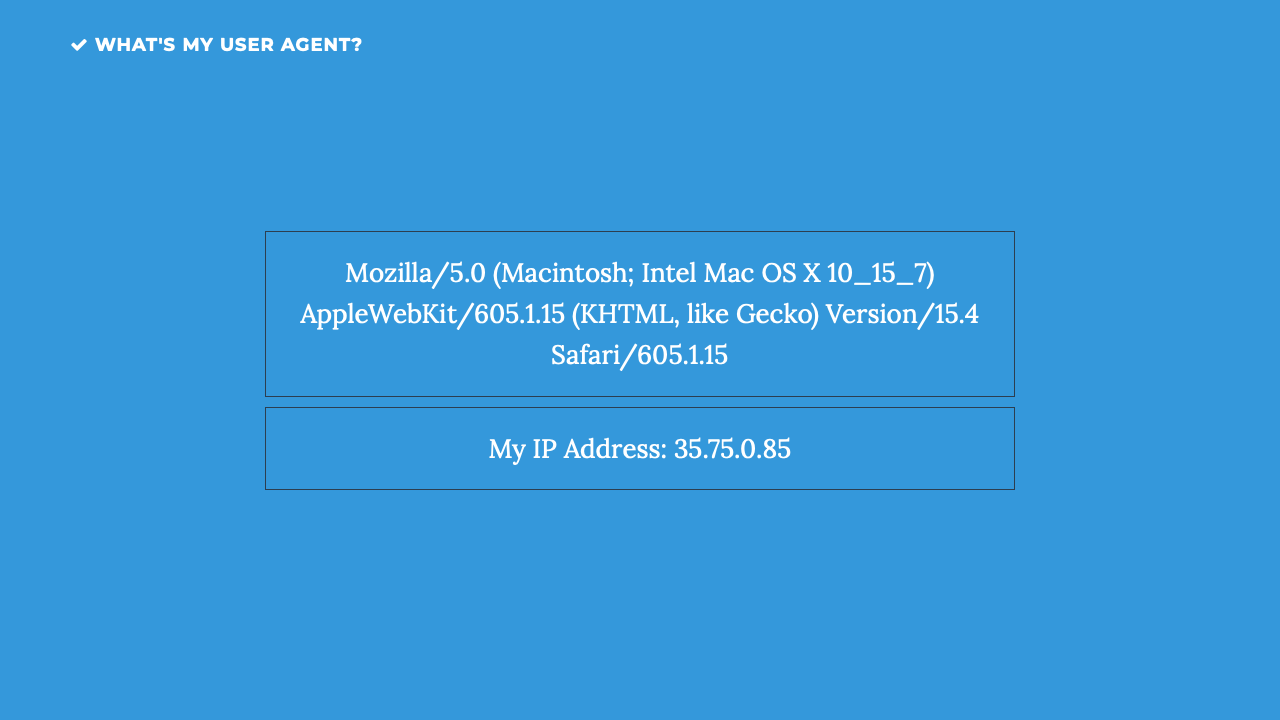 WHAT'S MY USER AGENT?
Mozilla/5.0 (Macintosh; Intel Mac OS X 10_15_7)
AppleWebKit/605.1.15 (KHTML, like Gecko) Version/15.4
Safari/605.1.15
My IP Address: 35.75.0.85